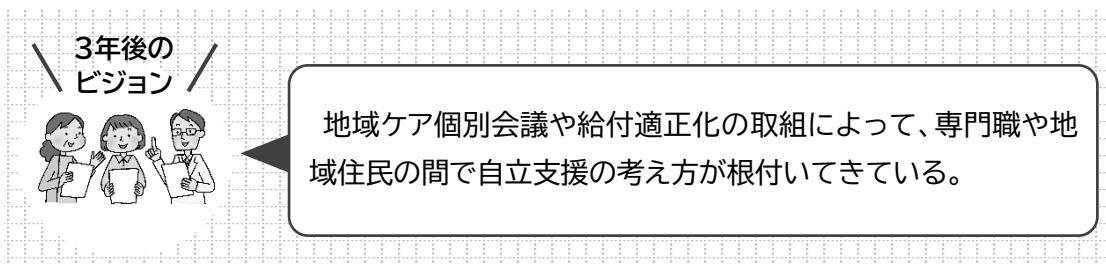 3年後の
ビジョン
地域ケア個別会議や給付適正化の取組によって、専門職や地
域住民の間で自立支援の考え方が根付いてきている。